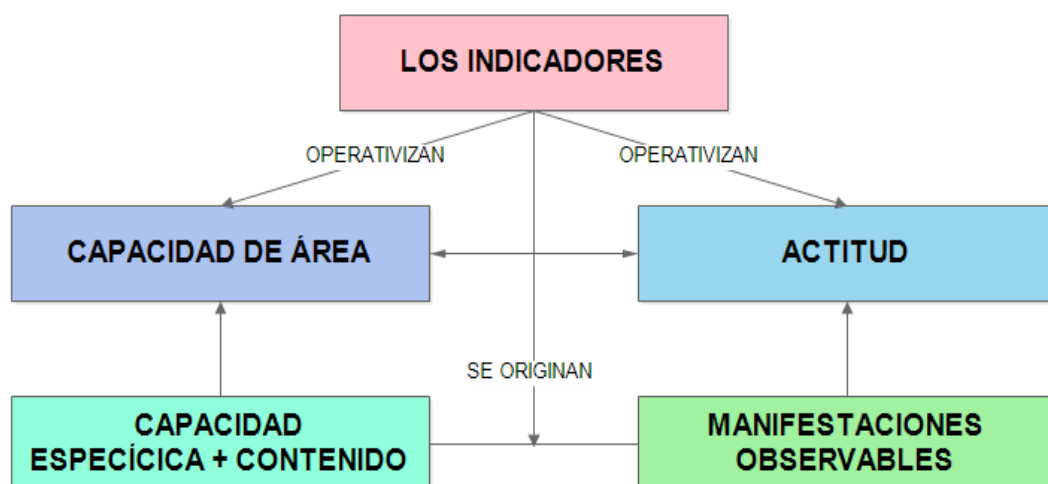 LOS INDICADORES
OPERATIVIZAN
OPERATIVIZAN
CAPACIDAD DE ÁREA
ACTITUD
SE ORIGINAN
CAPACIDAD
ESPECÍCICA + CONTENIDO
MANIFESTACIONES
OBSERVABLES